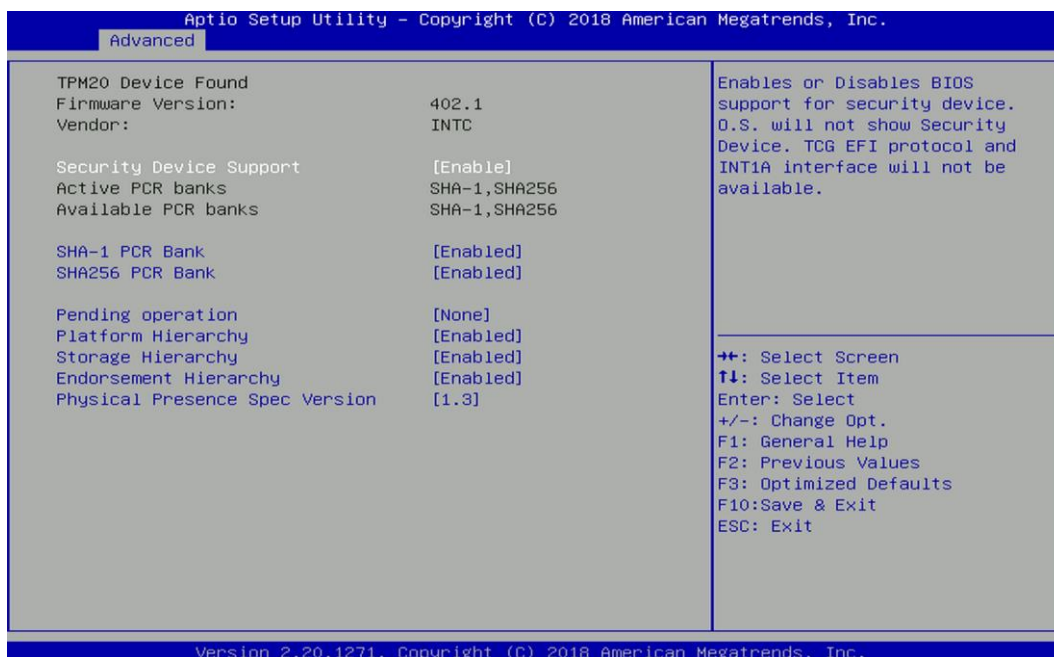 Aptio Setup Utility – Copyright (C) 2018 American Megatrends, Inc.
Advanced
TPM20 Device Found
Firmware Version: 402.1
Vendor: INTC
Security Device Support [Enable]
Active PCR banks SHA-1,SHA256
Available PCR banks SHA-1,SHA256
SHA-1 PCR Bank [Enabled]
SHA256 PCR Bank [Enabled]
Pending operation [None]
Platform Hierarchy [Enabled]
Storage Hierarchy [Enabled]
Endorsement Hierarchy [Enabled]
Physical Presence Spec Version [1.3]
Enables or Disables BIOS
support for security device.
O.S. will not show Security
Device. TCG EFI protocol and
INT1A interface will not be
available.
→←: Select Screen
↑↓: Select Item
Enter: Select
+/-: Change Opt.
F1: General Help
F2: Previous Values
F3: Optimized Defaults
F10:Save & Exit
ESC: Exit
Version 2.20.1271. Copyright (C) 2018 American Megatrends, Inc.